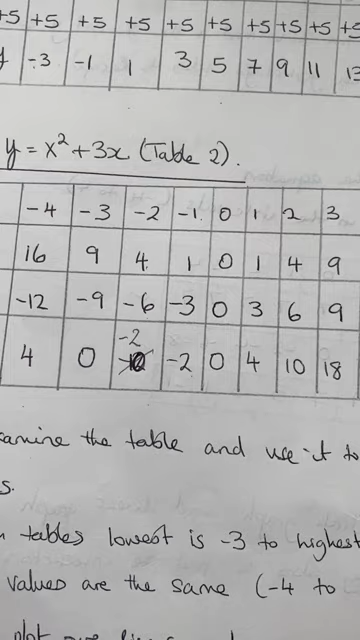 +5 +5 +5 +5 +5 +5 +5 +5 +5 +5
y -3 -1 1 3 5 7 9 11 13
y = x² + 3x (Table 2).
-4 -3 -2 -1 0 1 2 3
16 9 4 1 0 1 4 9
-12 -9 -6 -3 0 3 6 9
-2
4 0 -2 0 4 10 18
examine the table and use it to
s.
tables lowest is -3 to highest
values are the same (-4 to
plot